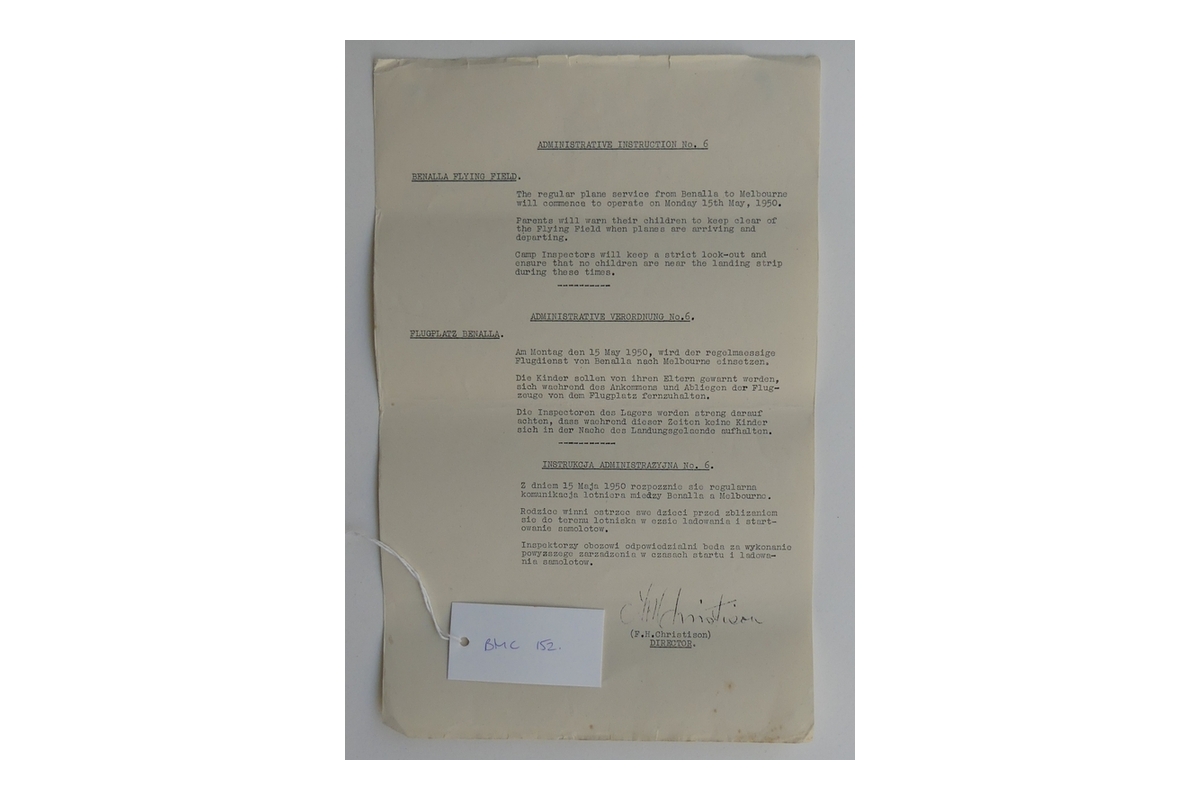 ADMINISTRATIVE INSTRUCTION No. 6
BENALLA FLYING FIELD.
The regular plane service from Benalla to Melbourne
will commence to operate on Monday 15th May, 1950.
Parents will warn their children to keep clear of
the Flying Field when planes are arriving and
departing.
Camp Inspectors will keep a strict look-out and
ensure that no children are near the landing strip
during these times.
----------
ADMINISTRATIVE VERORDNUNG No.6.
FLUGPLATZ BENALLA.
Am Montag den 15 May 1950, wird der regelmaessige
Flugdienst von Benalla nach Melbourne einsetzen.
Die Kinder sollen von ihren Eltern gewarnt werden,
sich waehrend des Ankommens und Abliegen der Flug-
zeuge von dem Flugplatz fernzuhalten.
Die Inspectoren des Lagers werden streng darauf
achten, dass waehrend dieser Zeiten keine Kinder
sich in der Naehe des Landungsgelaende aufhalten.
-----------
INSTRUKCJA ADMINISTRAZYJNA No. 6.
Z dniem 15 Maja 1950 rozpocznie sie regularna
komunikacja lotniera miedzy Benalla a Melbourne.
Rodzice winni ostrzec swe dzieci przed zblizaniem
sie do terenu lotniska w czaie ladowania i start-
owanie samolotow.
Inspektorzy obozowi odpowiedzialni beda za wykonanie
powyzszego zarzadzenia w czasach startu i ladowa-
nia samolotow.
FHChristison
(F.H.Christison)
DIRECTOR.
BMC 152.